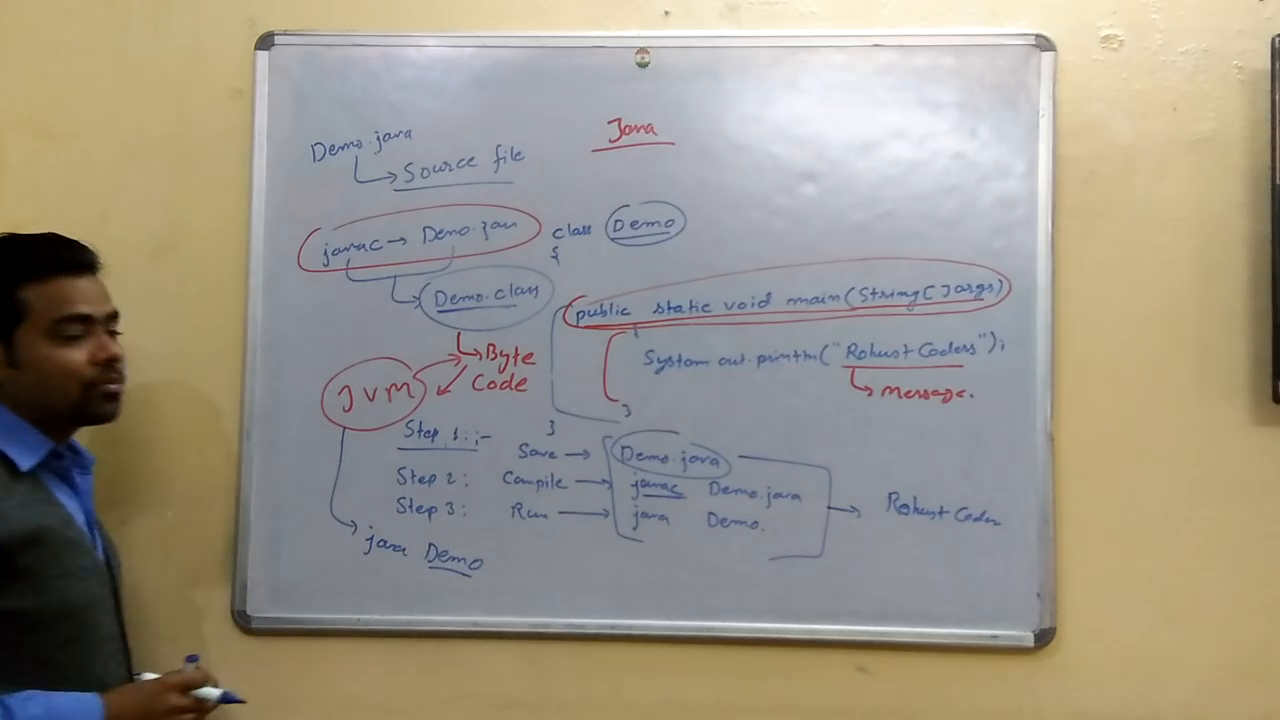 Java
Demo.java
Source file
javac → Demo.java
class Demo
{
Demo.class
public static void main(String[] args)
{
System.out.println("Robust Coders");
message.
}
}
Byte
Code
JVM
Step 1:;- Save → Demo.java
Step 2: Compile → javac Demo.java
Step 3: Run → java Demo.
Robust Coders
java Demo